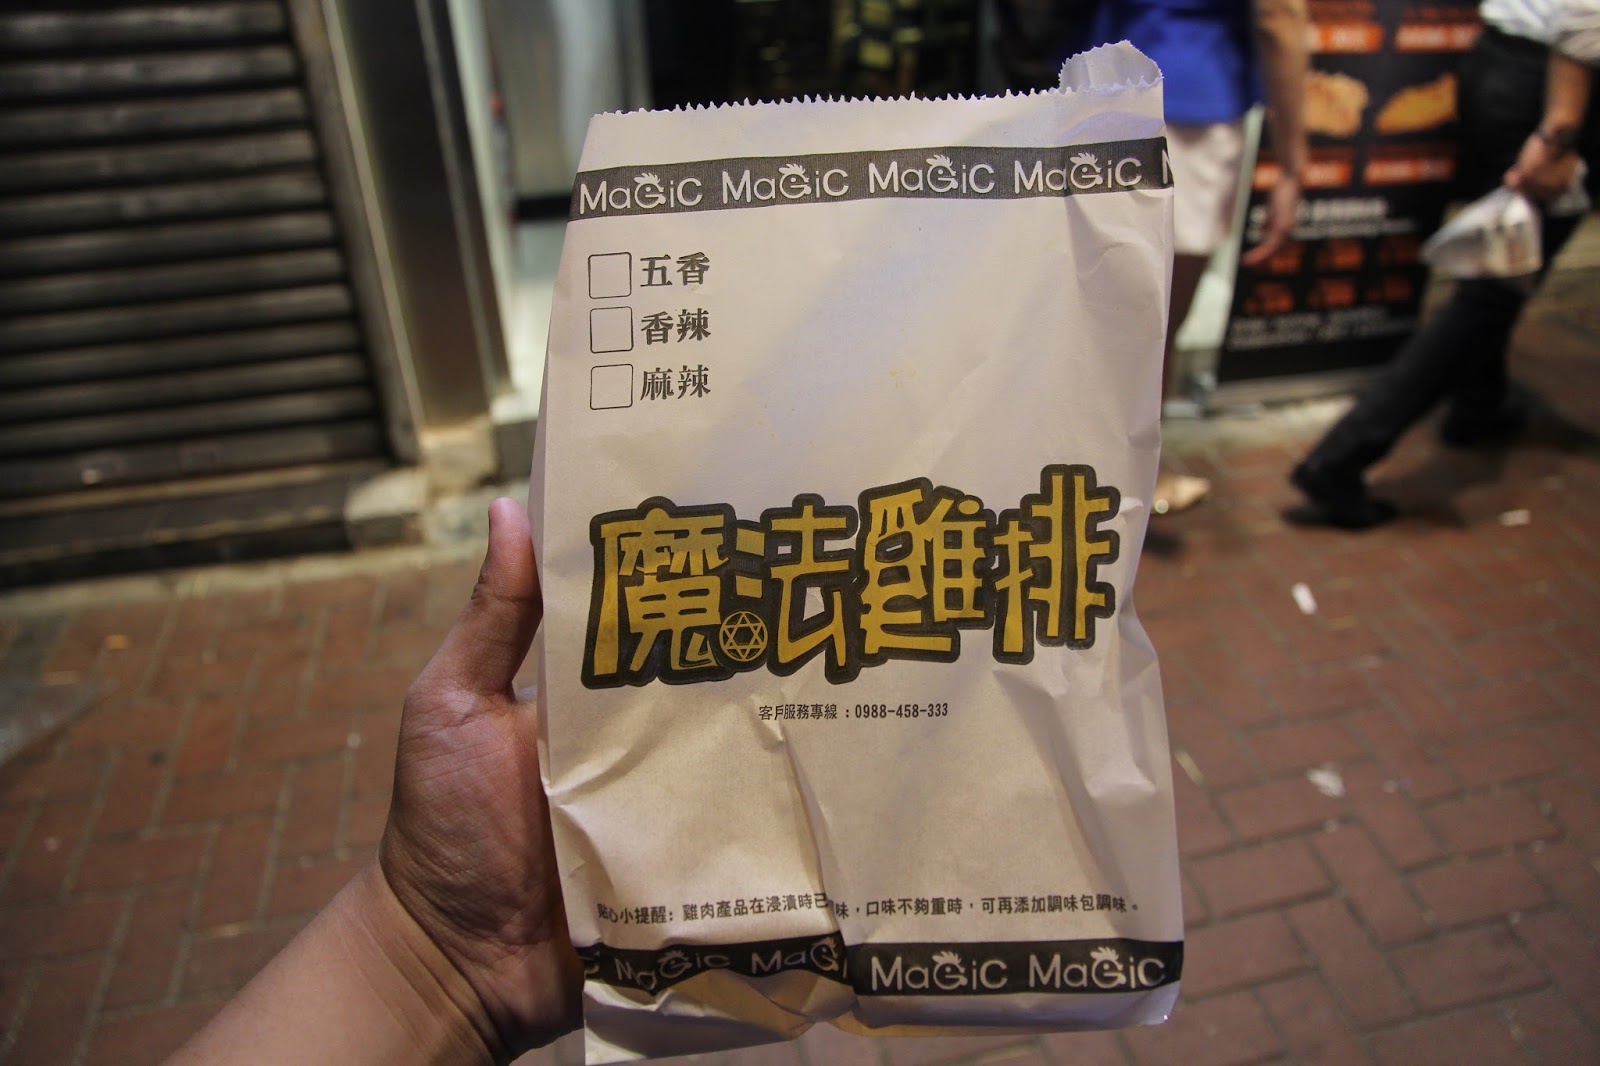 MaGiC MaGiC MaGiC MaGiC
五香
香辣
麻辣
魔法雞排
客戶服務專線：0988-458-333
貼心小提醒：雞肉產品在浸漬時已 味，口味不夠重時，可再添加調味包調味。
MaGiC MaGi MaGiC MaGiC